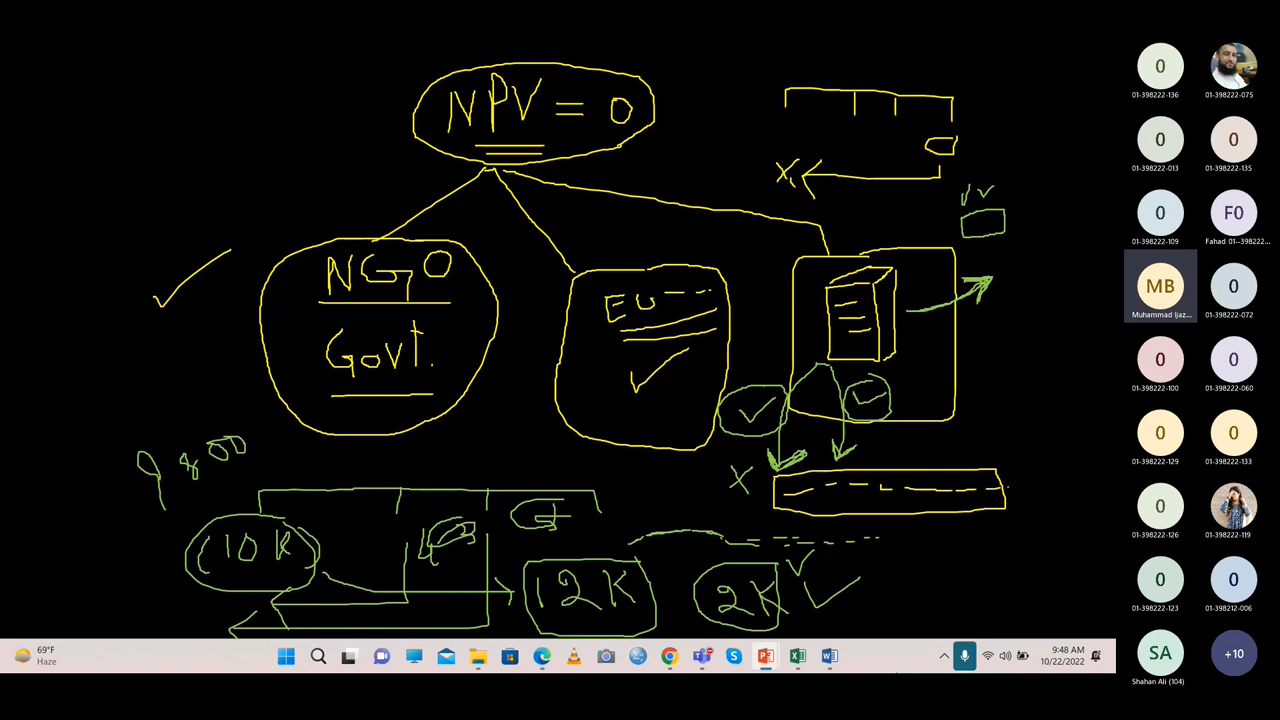 NPV = 0
X
NGO
Govt.
EU
X
9800
10K
12K
2K
0
01-398222-136
01-398222-075
0
01-398222-013
0
01-398222-135
0
01-398222-109
F0
Fahad 01--398222...
MB
Muhammad Ijaz...
0
01-398222-072
0
01-398222-100
0
01-398222-060
0
01-398222-129
0
01-398222-133
0
01-398222-126
01-398222-119
0
01-398222-123
0
01-398212-006
SA
Shahan Ali (104)
+10
69°F
Haze
9:48 AM
10/22/2022